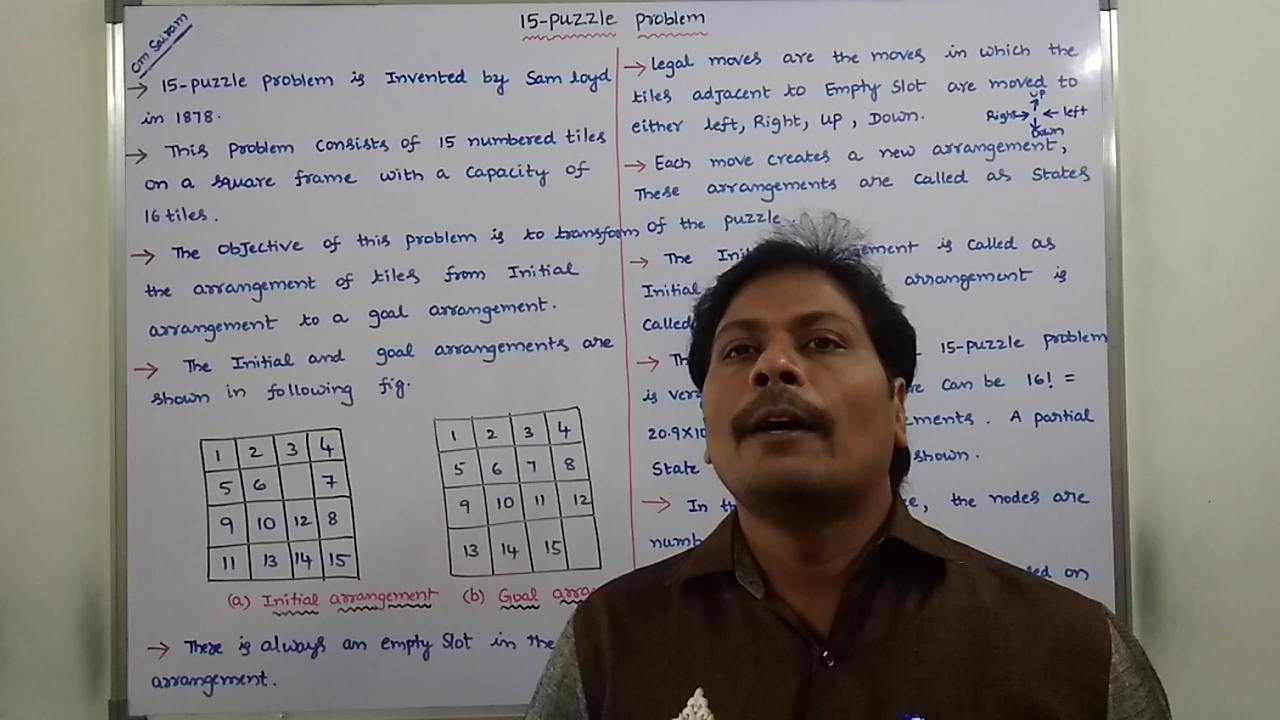 Om Sairam
15-puzzle problem
→ 15-puzzle problem is Invented by Sam loyd
in 1878.
→ This problem consists of 15 numbered tiles
on a square frame with a capacity of
16 tiles.
→ The objective of this problem is to transform
the arrangement of tiles from Initial
arrangement to a goal arrangement.
→ The Initial and goal arrangements are
shown in following fig.
1 2 3 4
5 6 7
9 10 12 8
11 13 14 15
(a) Initial arrangement
1 2 3 4
5 6 7 8
9 10 11 12
13 14 15
(b) Goal
→ There is always an empty slot in the
arrangement.
→ legal moves are the moves in which the
tiles adjacent to Empty Slot are moved to
either left, Right, Up, Down.
Up
Right → ← left
Down
→ Each move creates a new arrangement,
These arrangements are called as States
of the puzzle.
→ The is called as
Initial arrangement is
Called
→ 15-puzzle problem
is can be 16! =
20.9×10 . A partial
State shown.
→ In the nodes are
on